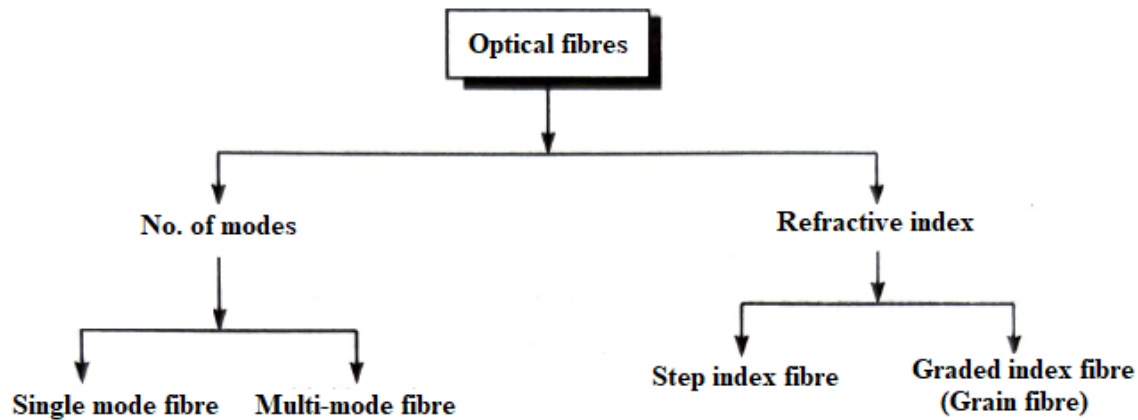 Optical fibres
No. of modes
Refractive index
Single mode fibre
Multi-mode fibre
Step index fibre
Graded index fibre
(Grain fibre)